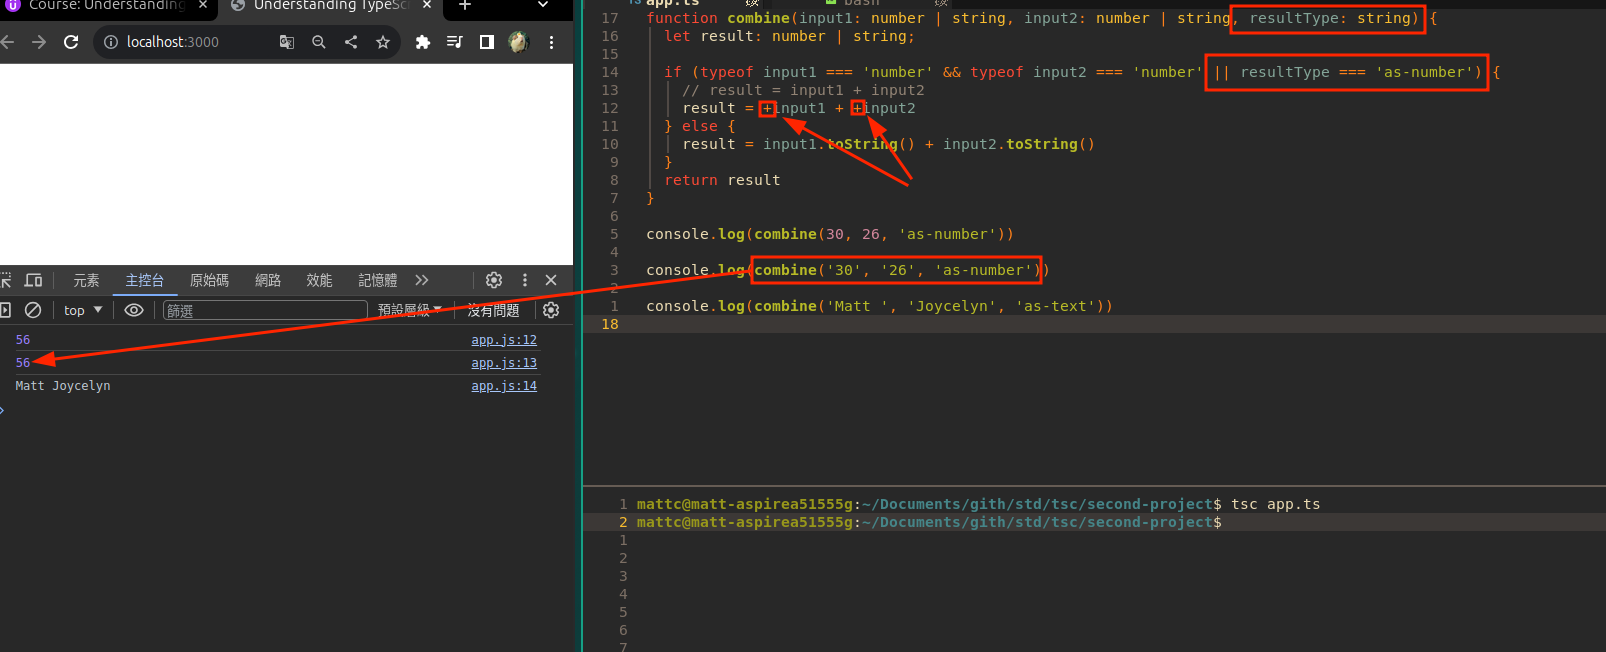 Course: Understanding
Understanding TypeSc
localhost:3000
元素 主控台 原始碼 網路 效能 記憶體
top 篩選 預設層級 沒有問題
56 app.js:12
56 app.js:13
Matt Joycelyn app.js:14
app.ts bash
17 function combine(input1: number | string, input2: number | string, resultType: string) {
16 let result: number | string;
15
14 if (typeof input1 === 'number' && typeof input2 === 'number' || resultType === 'as-number') {
13 // result = input1 + input2
12 result = +input1 + +input2
11 } else {
10 result = input1.toString() + input2.toString()
9 }
8 return result
7 }
6
5 console.log(combine(30, 26, 'as-number'))
4
3 console.log(combine('30', '26', 'as-number'))
2
1 console.log(combine('Matt ', 'Joycelyn', 'as-text'))
18
1 mattc@matt-aspirea51555g:~/Documents/gith/std/tsc/second-project$ tsc app.ts
2 mattc@matt-aspirea51555g:~/Documents/gith/std/tsc/second-project$
1
2
3
4
5
6
7